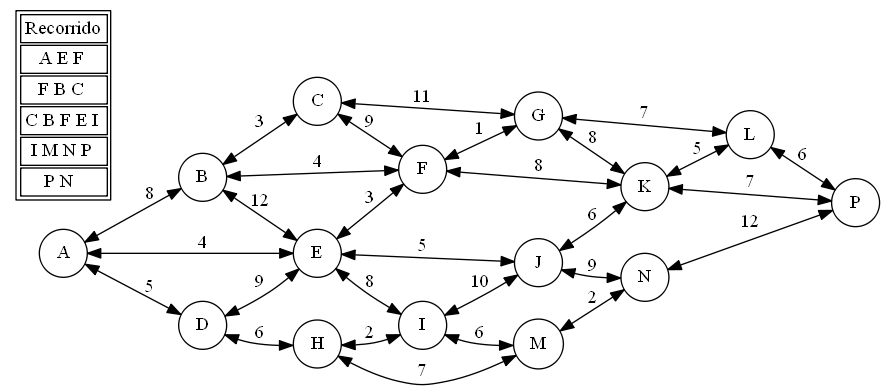 Recorrido
A E F
F B C
C B F E I
I M N P
P N
C
11
G
7
L
3
9
1
8
5
6
B
4
F
8
K
7
P
8
12
3
6
12
A
4
E
5
J
9
N
5
9
8
10
2
D
6
H
2
I
6
M
7